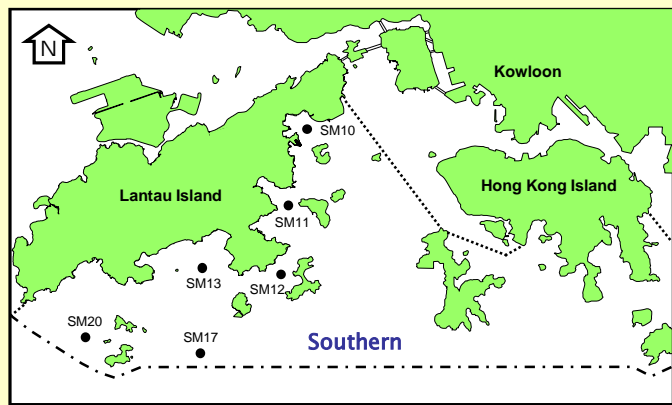 N
Kowloon
SM10
Lantau Island
Hong Kong Island
SM11
SM13
SM12
SM20
SM17
Southern